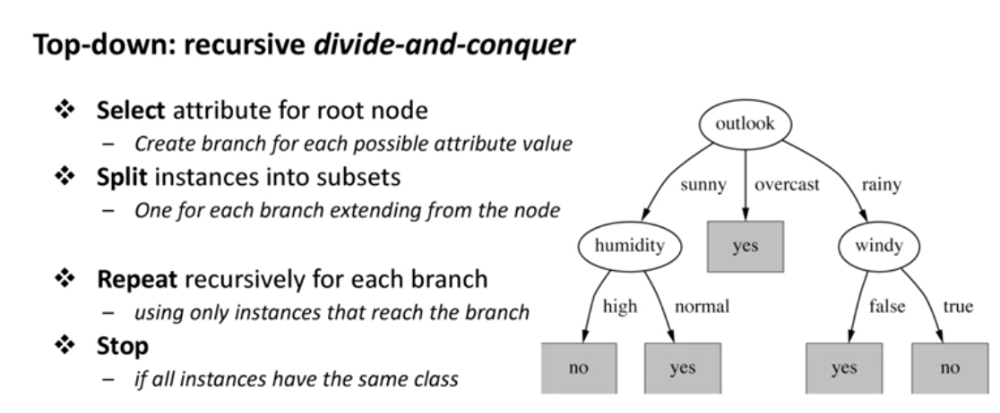 Top-down: recursive divide-and-conquer
❖ Select attribute for root node
– Create branch for each possible attribute value
❖ Split instances into subsets
– One for each branch extending from the node
❖ Repeat recursively for each branch
– using only instances that reach the branch
❖ Stop
– if all instances have the same class
outlook
sunny overcast rainy
humidity yes windy
high normal false true
no yes yes no